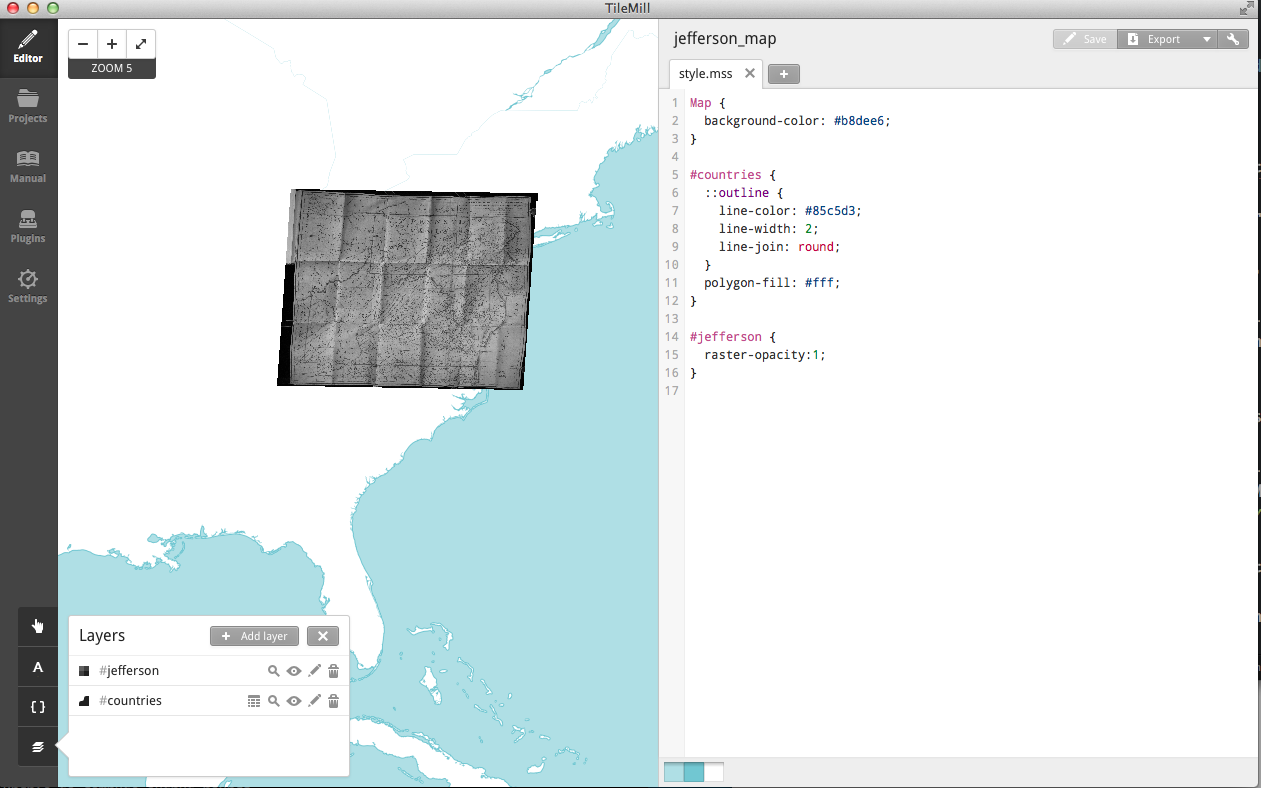 TileMill
Editor
Projects
Manual
Plugins
Settings
ZOOM 5
A
{ }
Layers
+ Add layer
#jefferson
#countries
jefferson_map
Save
Export
style.mss
+
1 Map {
2 background-color: #b8dee6;
3 }
4
5 #countries {
6 ::outline {
7 line-color: #85c5d3;
8 line-width: 2;
9 line-join: round;
10 }
11 polygon-fill: #fff;
12 }
13
14 #jefferson {
15 raster-opacity:1;
16 }
17